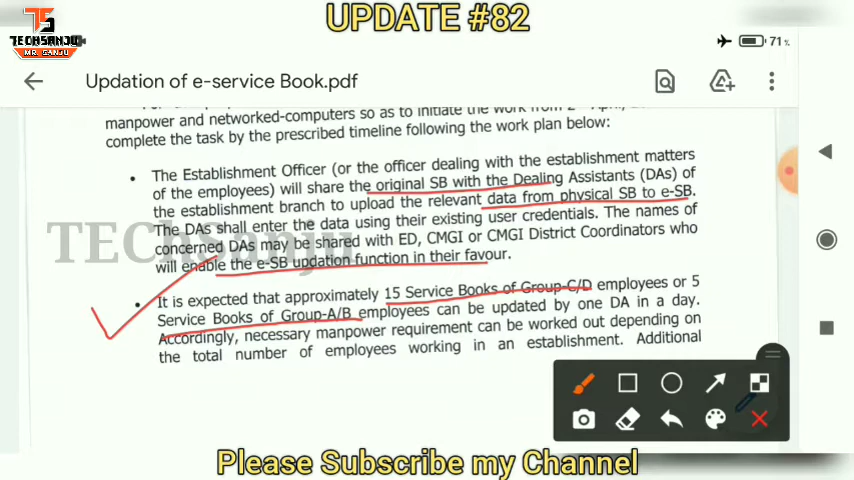 UPDATE #82
TS
TECHSANJU
MR. SANJU
71%
Updation of e-service Book.pdf
manpower and networked-computers so as to initiate the work from 2
complete the task by the prescribed timeline following the work plan below:
• The Establishment Officer (or the officer dealing with the establishment matters
of the employees) will share the original SB with the Dealing Assistants (DAs) of
the establishment branch to upload the relevant data from physical SB to e-SB.
The DAs shall enter the data using their existing user credentials. The names of
concerned DAs may be shared with ED, CMGI or CMGI District Coordinators who
will enable the e-SB updation function in their favour.
TEChSanju
• It is expected that approximately 15 Service Books of Group-C/D employees or 5
Service Books of Group-A/B employees can be updated by one DA in a day.
Accordingly, necessary manpower requirement can be worked out depending on
the total number of employees working in an establishment. Additional
Please Subscribe my Channel